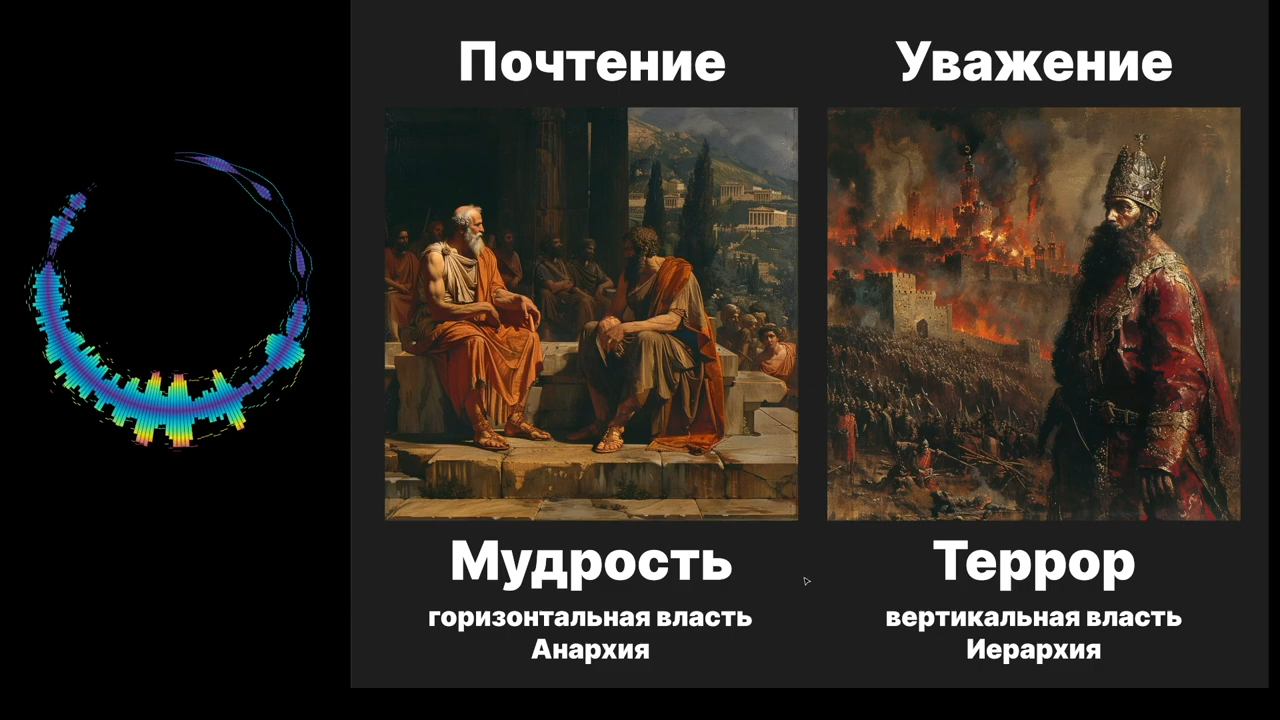 Почтение
Мудрость
горизонтальная власть
Анархия
Уважение
Террор
вертикальная власть
Иерархия